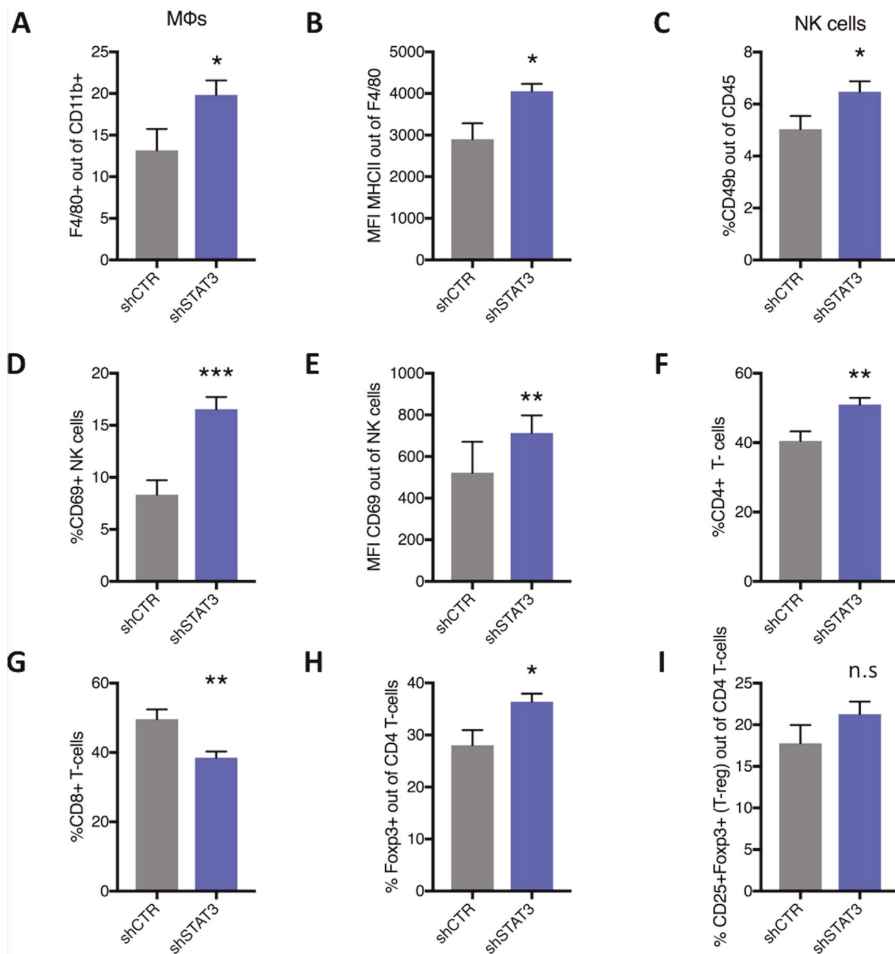 A
MΦs
F4/80+ out of CD11b+
25
20
15
10
5
0
*
shCTR
shSTAT3
B
MFI MHCII out of F4/80
5000
4000
3000
2000
1000
0
*
shCTR
shSTAT3
C
NK cells
%CD49b out of CD45
8
6
4
2
0
*
shCTR
shSTAT3
D
%CD69+ NK cells
20
15
10
5
0
***
shCTR
shSTAT3
E
MFI CD69 out of NK cells
1000
800
600
400
200
0
**
shCTR
shSTAT3
F
%CD4+ T- cells
60
40
20
0
**
shCTR
shSTAT3
G
%CD8+ T-cells
60
40
20
0
**
shCTR
shSTAT3
H
% Foxp3+ out of CD4 T-cells
40
30
20
10
0
*
shCTR
shSTAT3
I
% CD25+Foxp3+ (T-reg) out of CD4 T-cells
25
20
15
10
5
0
n.s
shCTR
shSTAT3